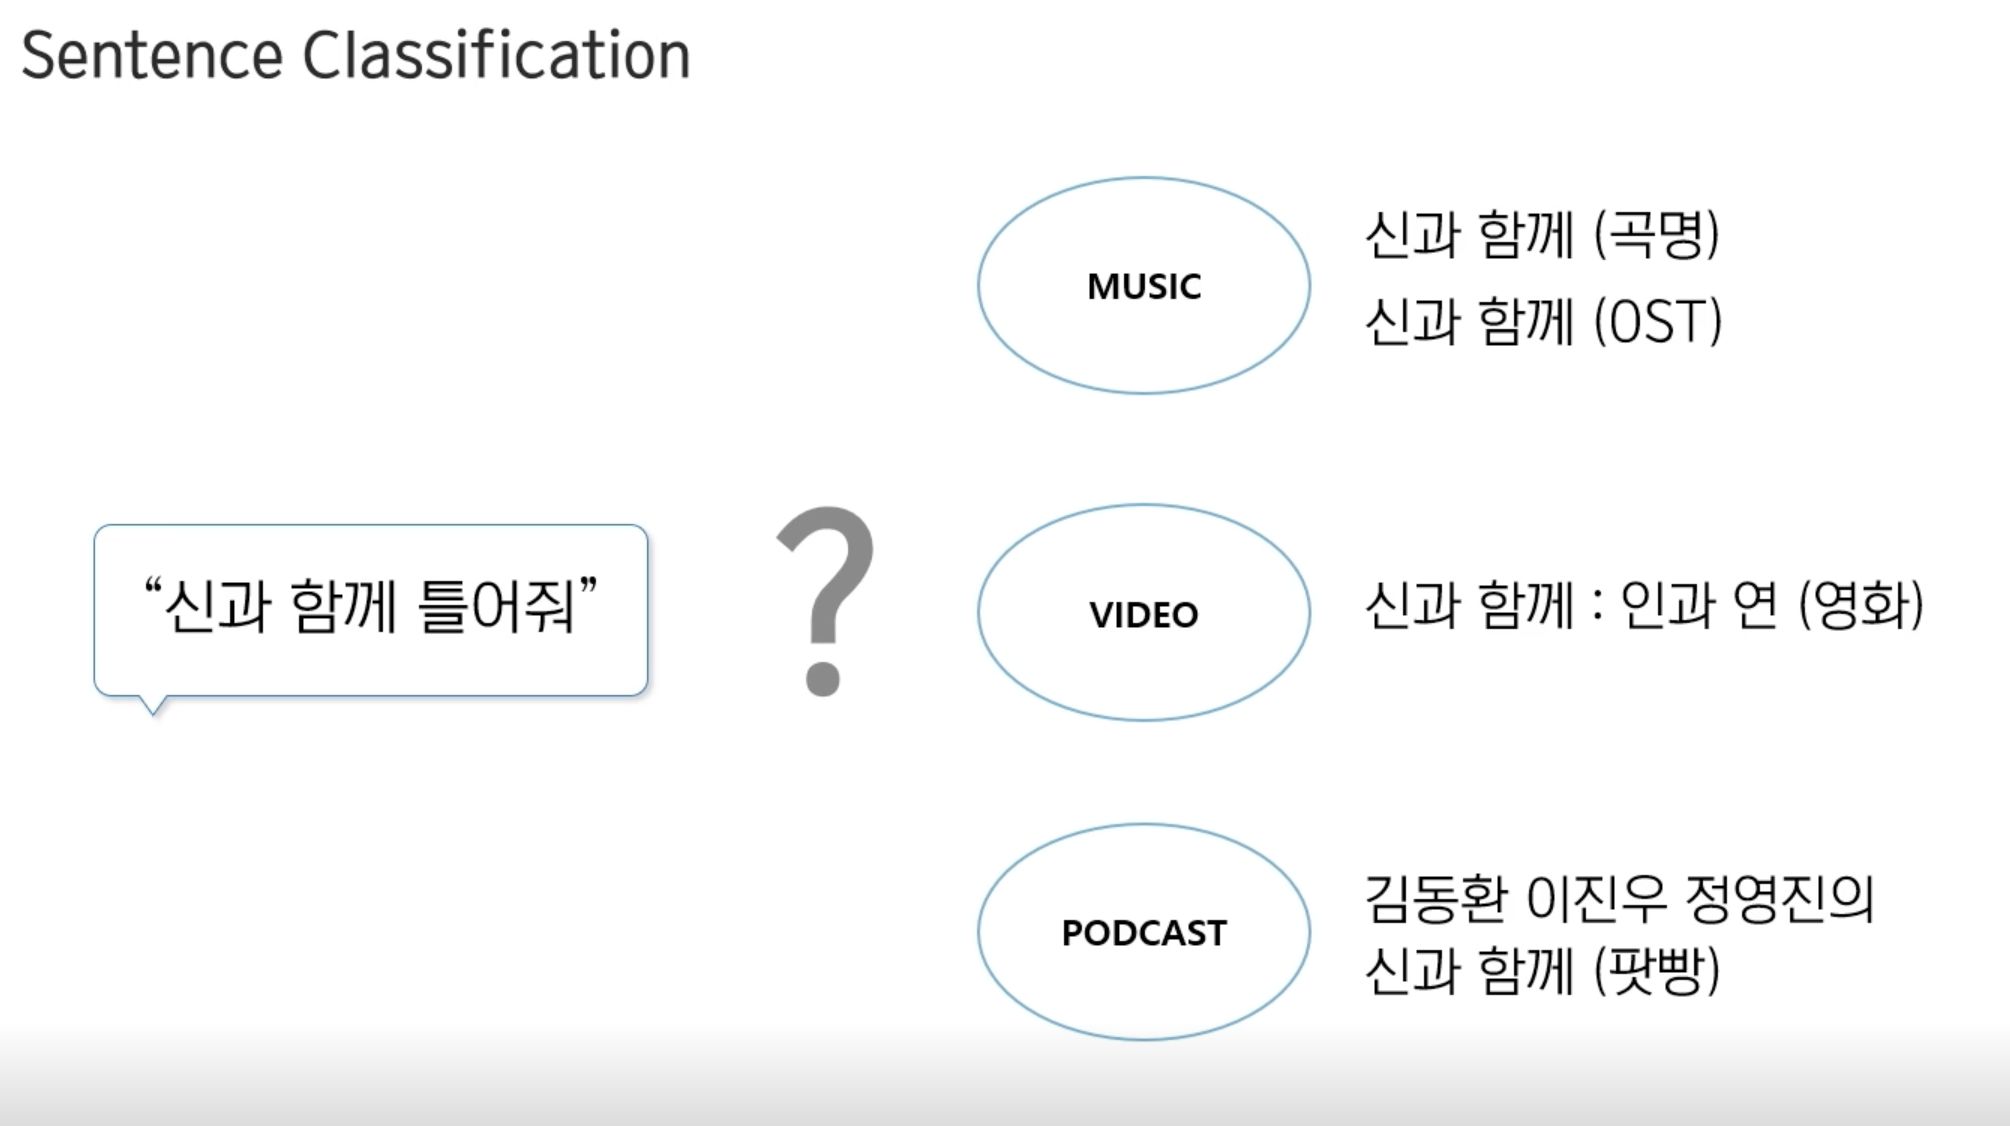 Sentence Classification
MUSIC
신과 함께 (곡명)
신과 함께 (OST)
“신과 함께 틀어줘”
?
VIDEO
신과 함께 : 인과 연 (영화)
PODCAST
김동환 이진우 정영진의
신과 함께 (팟빵)